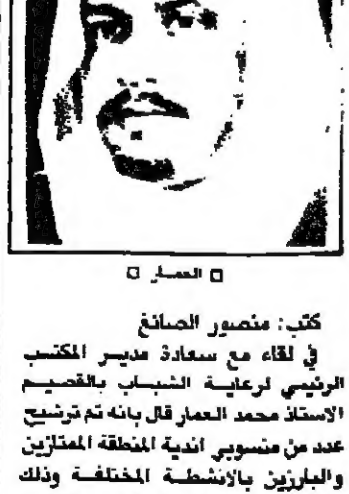 □ العمار □
كتب: منصور الصانع
في لقاء مع سعادة مدير المكتب
الرئيسي لرعاية الشباب بالقصيم
الاستاذ محمد العمار قال بانه تم ترشيح
عدد من منسوبي اندية المنطقة الممتازين
والبارزين بالانشطة المختلفة وذلك